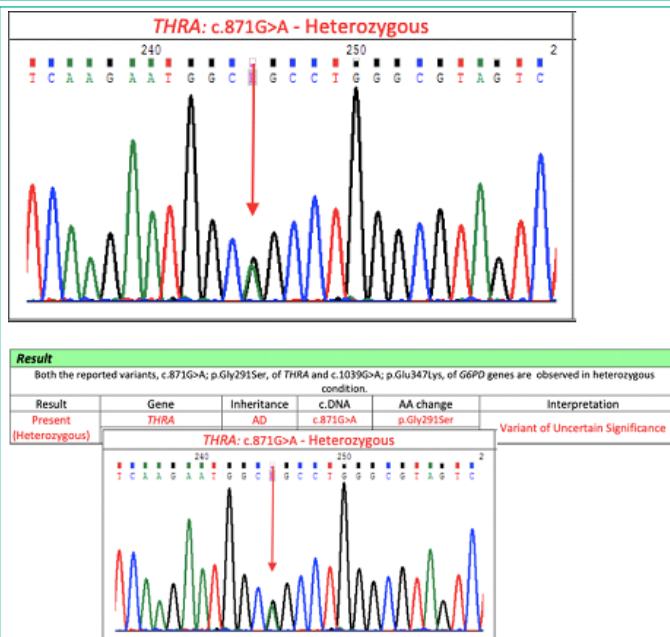 THRA: c.871G>A - Heterozygous
240 250 2
T C A A G A A T G G C G C C T G G G C G T A G T C
Result
Both the reported variants, c.871G>A; p.Gly291Ser, of THRA and c.1039G>A; p.Glu347Lys, of G6PD genes are observed in heterozygous
condition.
Result Gene Inheritance c.DNA AA change Interpretation
Present THRA AD c.871G>A p.Gly291Ser Variant of Uncertain Significance
(Heterozygous)
THRA: c.871G>A - Heterozygous
240 250 2
T C A A G A A T G G C G C C T G G G C G T A G T C